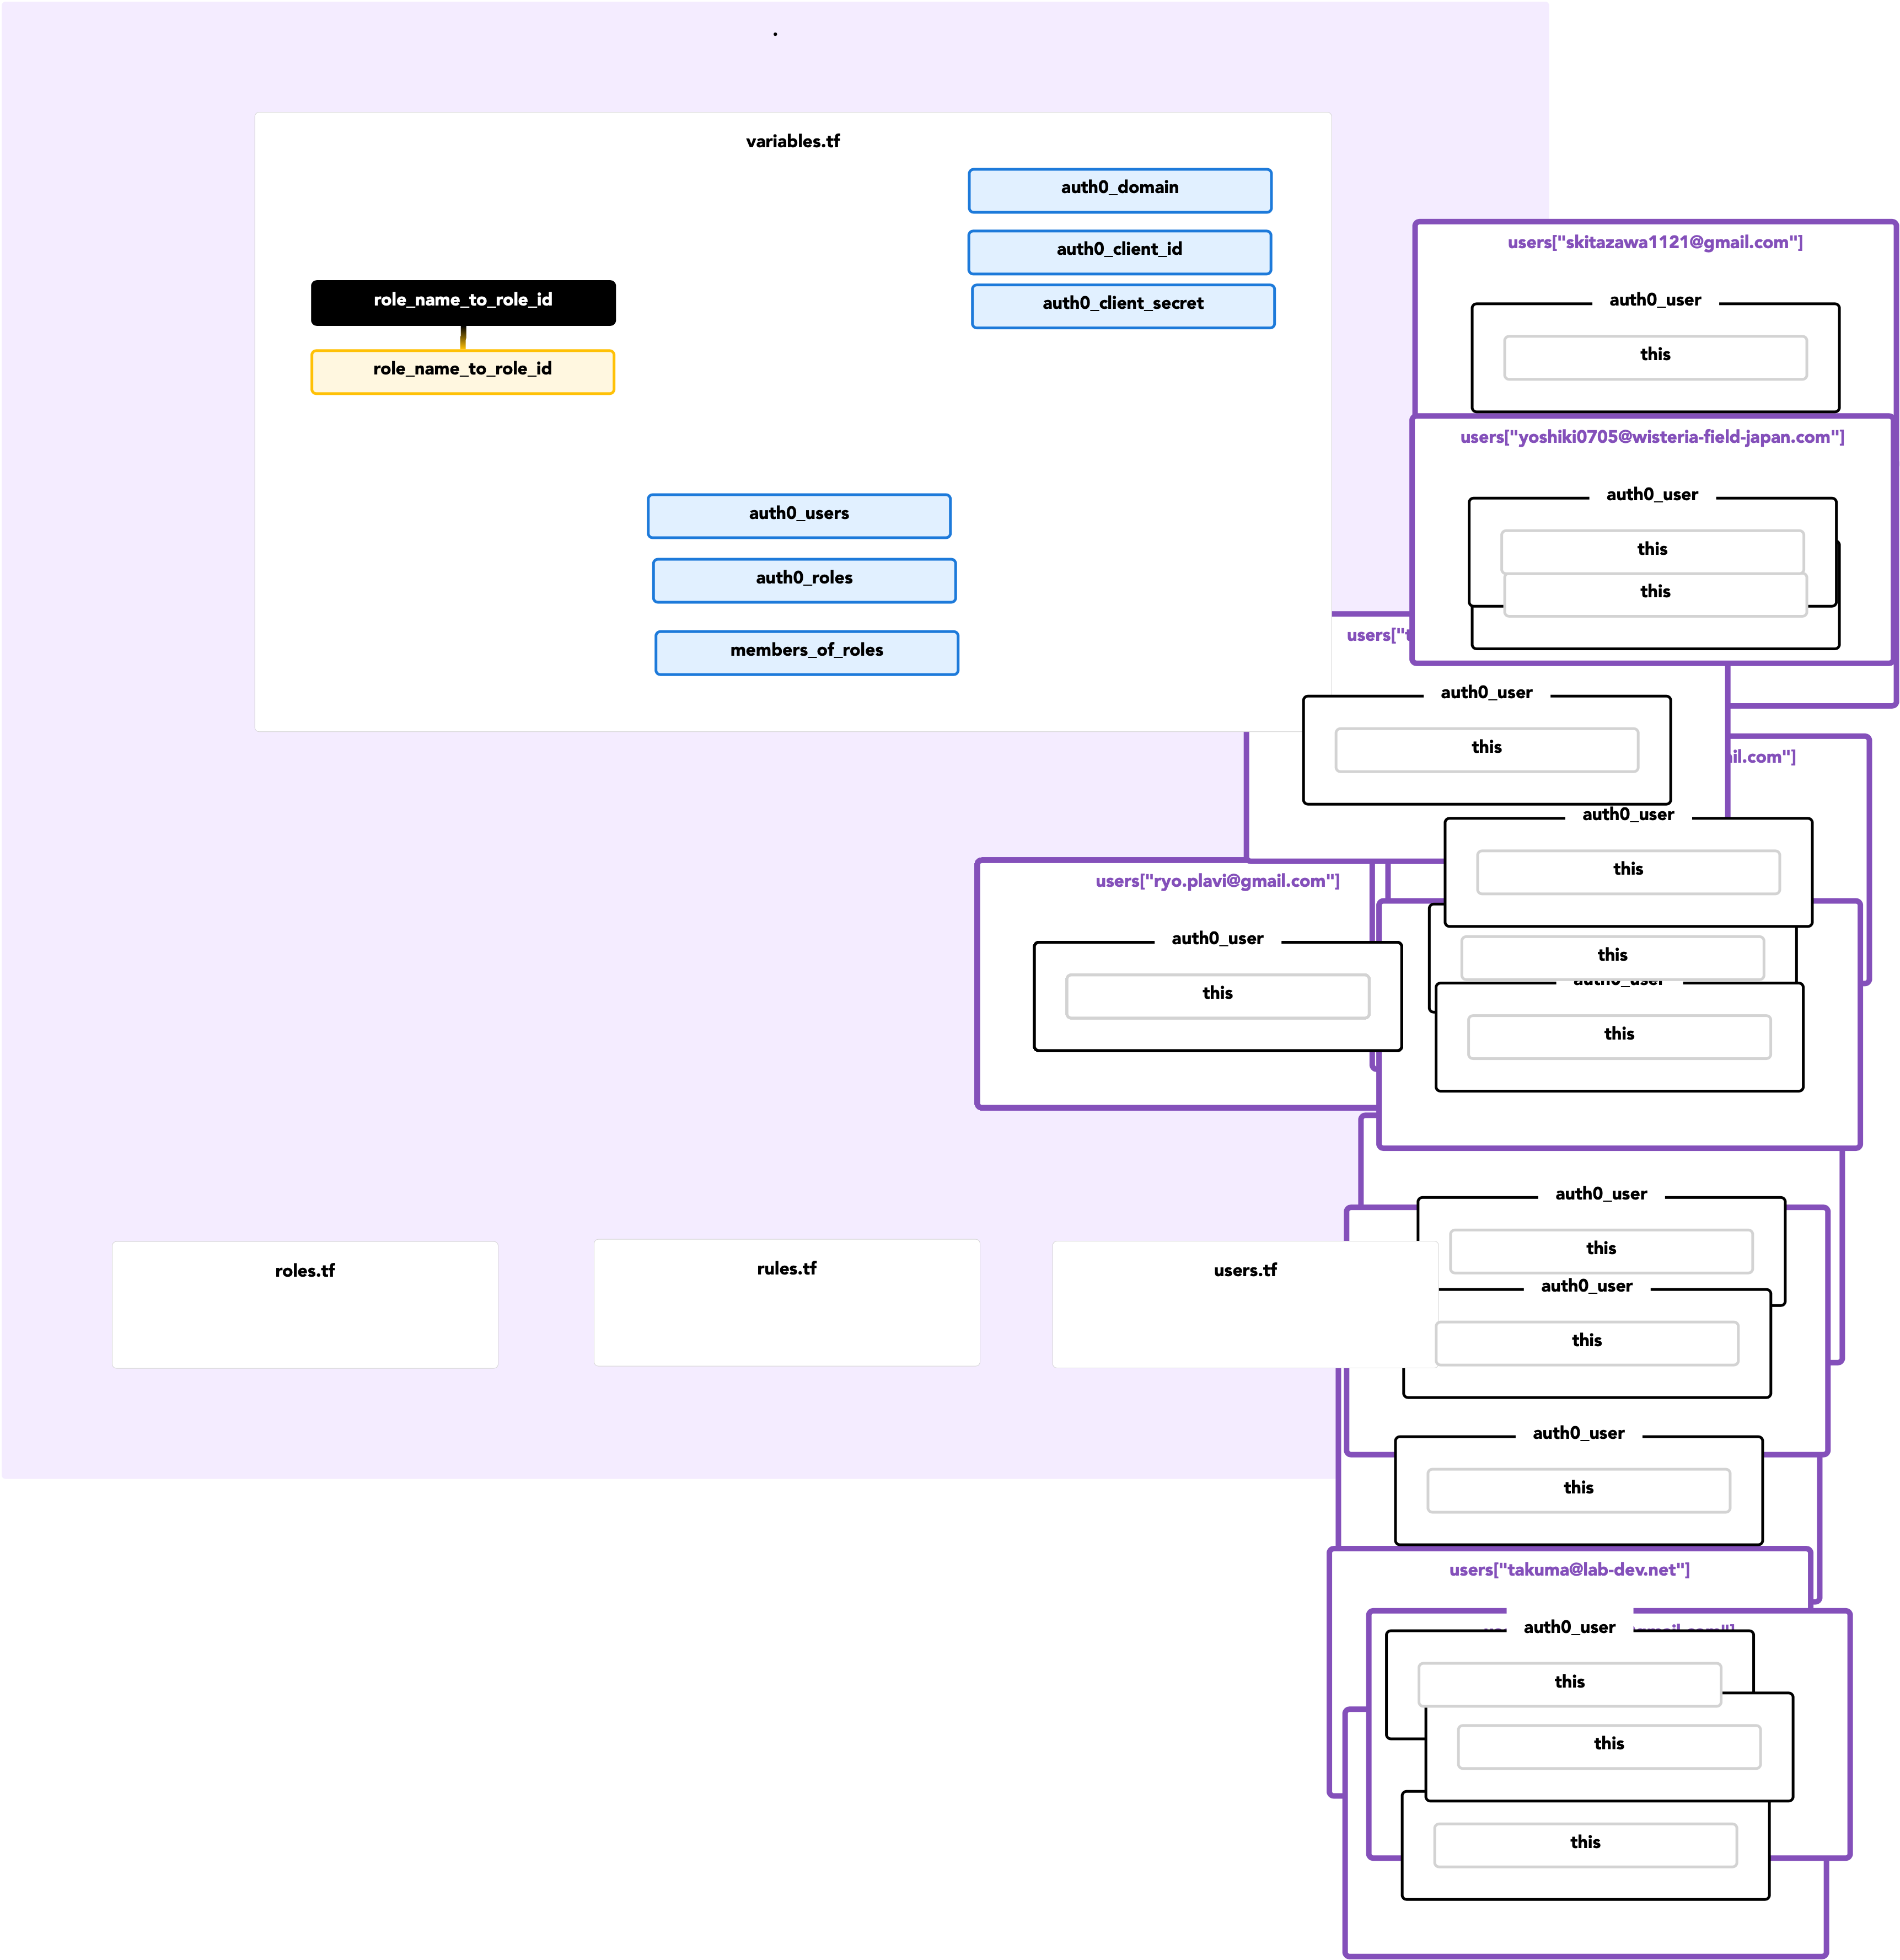 .
variables.tf
auth0_domain
auth0_client_id
auth0_client_secret
role_name_to_role_id
role_name_to_role_id
auth0_users
auth0_roles
members_of_roles
users["skitazawa1121@gmail.com"]
auth0_user
this
users["yoshiki0705@wisteria-field-japan.com"]
auth0_user
this
this
users["t
auth0_user
this
il.com"]
auth0_user
this
users["ryo.plavi@gmail.com"]
auth0_user
this
this
auth0_user
this
auth0_user
this
roles.tf
rules.tf
users.tf
auth0_user
this
auth0_user
this
users["takuma@lab-dev.net"]
auth0_user
this
this
this